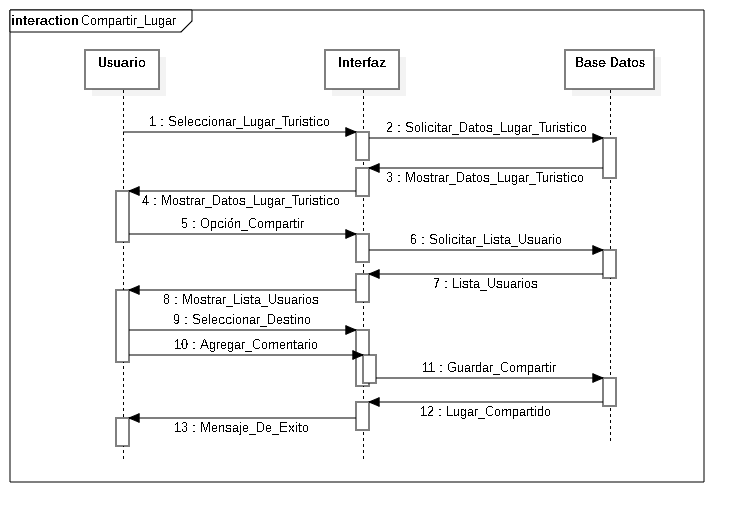 interaction Compartir_Lugar
Usuario
Interfaz
Base Datos
1 : Seleccionar_Lugar_Turistico
2 : Solicitar_Datos_Lugar_Turistico
3 : Mostrar_Datos_Lugar_Turistico
4 : Mostrar_Datos_Lugar_Turistico
5 : Opción_Compartir
6 : Solicitar_Lista_Usuario
7 : Lista_Usuarios
8 : Mostrar_Lista_Usuarios
9 : Seleccionar_Destino
10 : Agregar_Comentario
11 : Guardar_Compartir
12 : Lugar_Compartido
13 : Mensaje_De_Exito